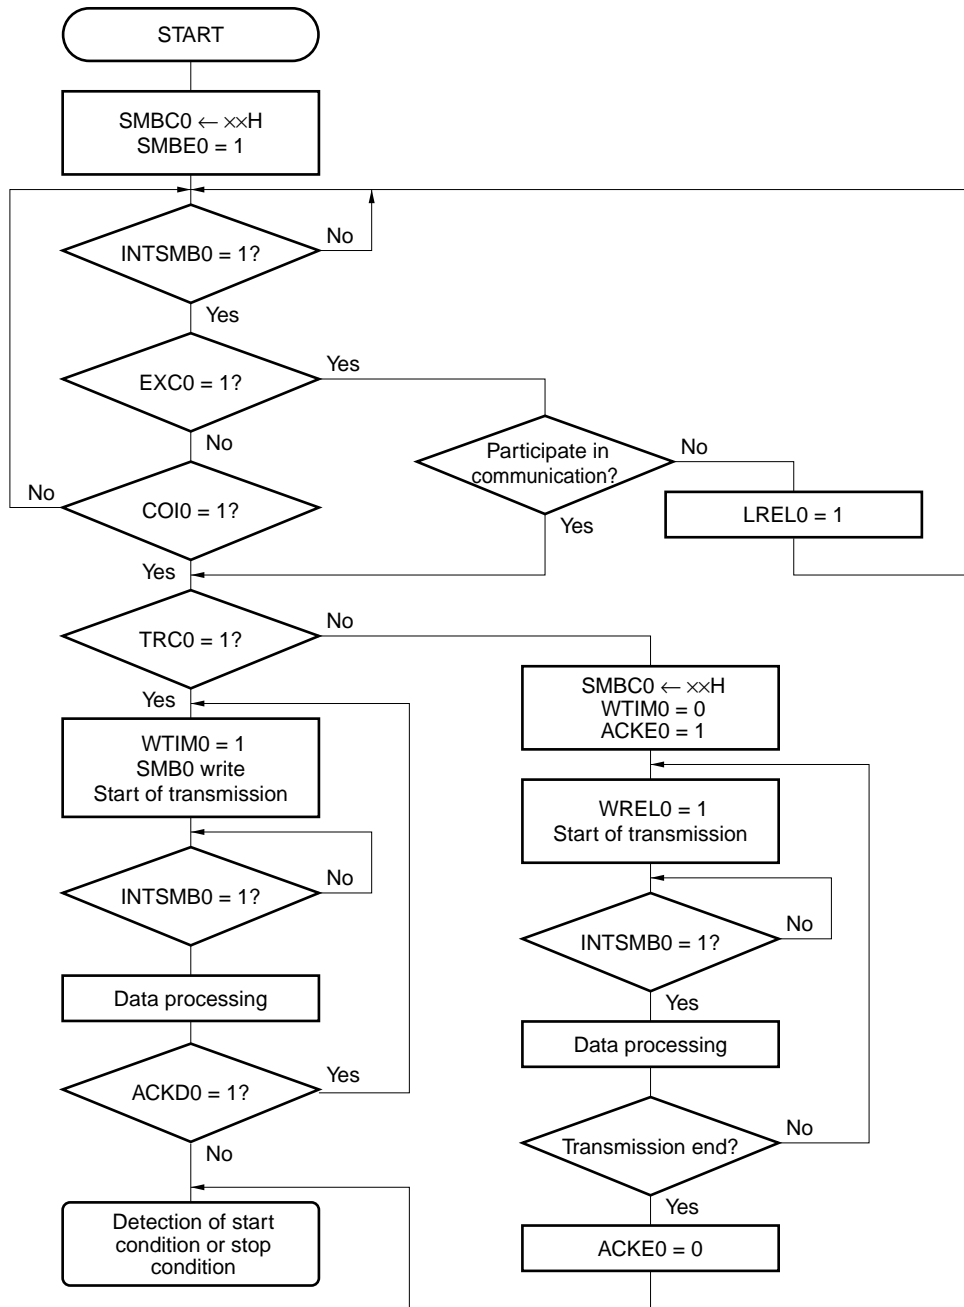 START
SMBC0 ← ××H
SMBE0 = 1
INTSMB0 = 1?
No
Yes
EXC0 = 1?
Yes
No
Participate in
communication?
No
Yes
LREL0 = 1
COI0 = 1?
No
Yes
TRC0 = 1?
No
Yes
WTIM0 = 1
SMB0 write
Start of transmission
INTSMB0 = 1?
No
Data processing
ACKD0 = 1?
Yes
No
Detection of start
condition or stop
condition
SMBC0 ← ××H
WTIM0 = 0
ACKE0 = 1
WREL0 = 1
Start of transmission
INTSMB0 = 1?
No
Yes
Data processing
Transmission end?
No
Yes
ACKE0 = 0